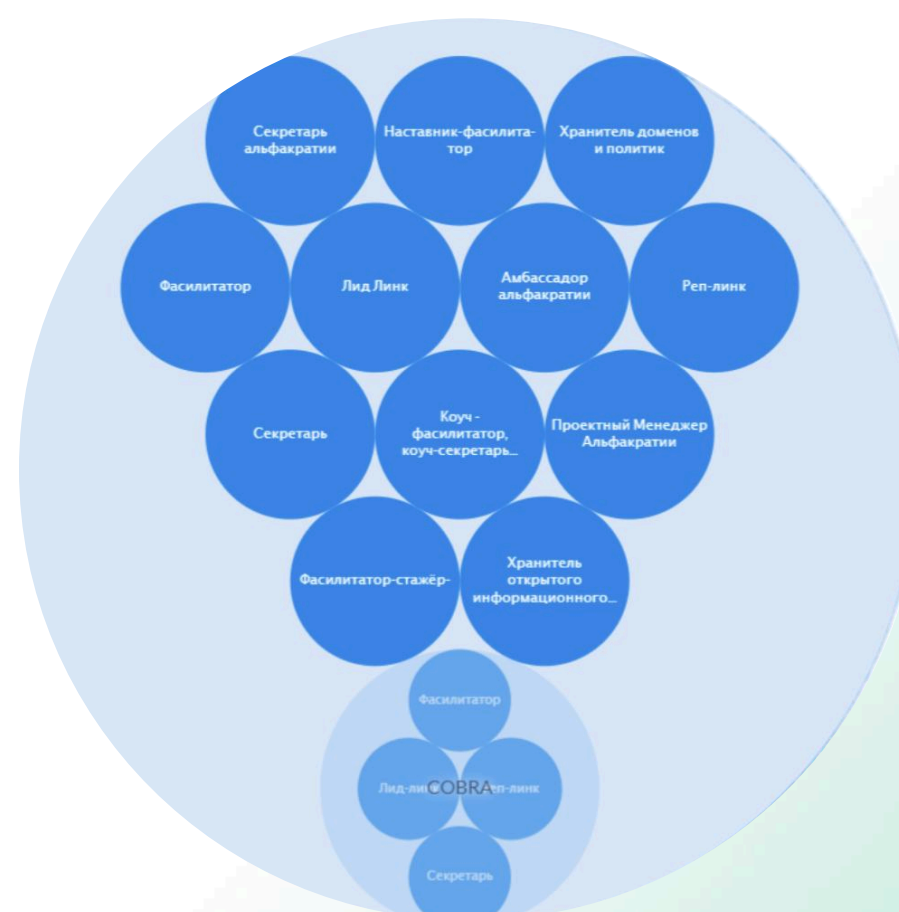 Секретарь
альфакратии
Наставник-фасилита-
тор
Хранитель доменов
и политик
Фасилитатор
Лид Линк
Амбассадор
альфакратии
Реп-линк
Секретарь
Коуч -
фасилитатор,
коуч-секретарь...
Проектный Менеджер
Альфакратии
Фасилитатор-стажёр-
Хранитель
открытого
информационного...
Фасилитатор
COBRA
Секретарь